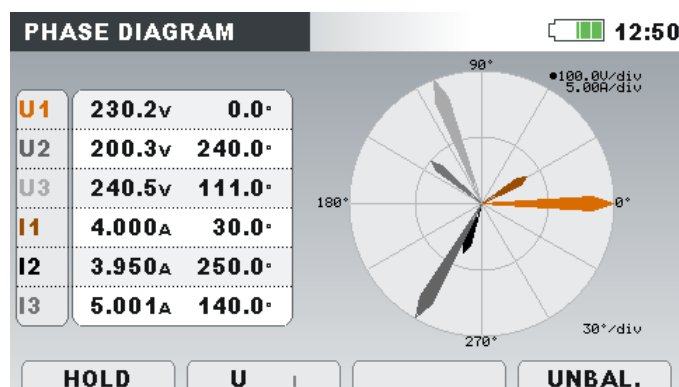 PHASE DIAGRAM 12:50
90°
●100.0V/div
5.00A/div
U1 230.2V 0.0°
U2 200.3V 240.0°
U3 240.5V 111.0°
I1 4.000A 30.0°
I2 3.950A 250.0°
I3 5.001A 140.0°
180° 0°
270°
30°/div
HOLD U I UNBAL.